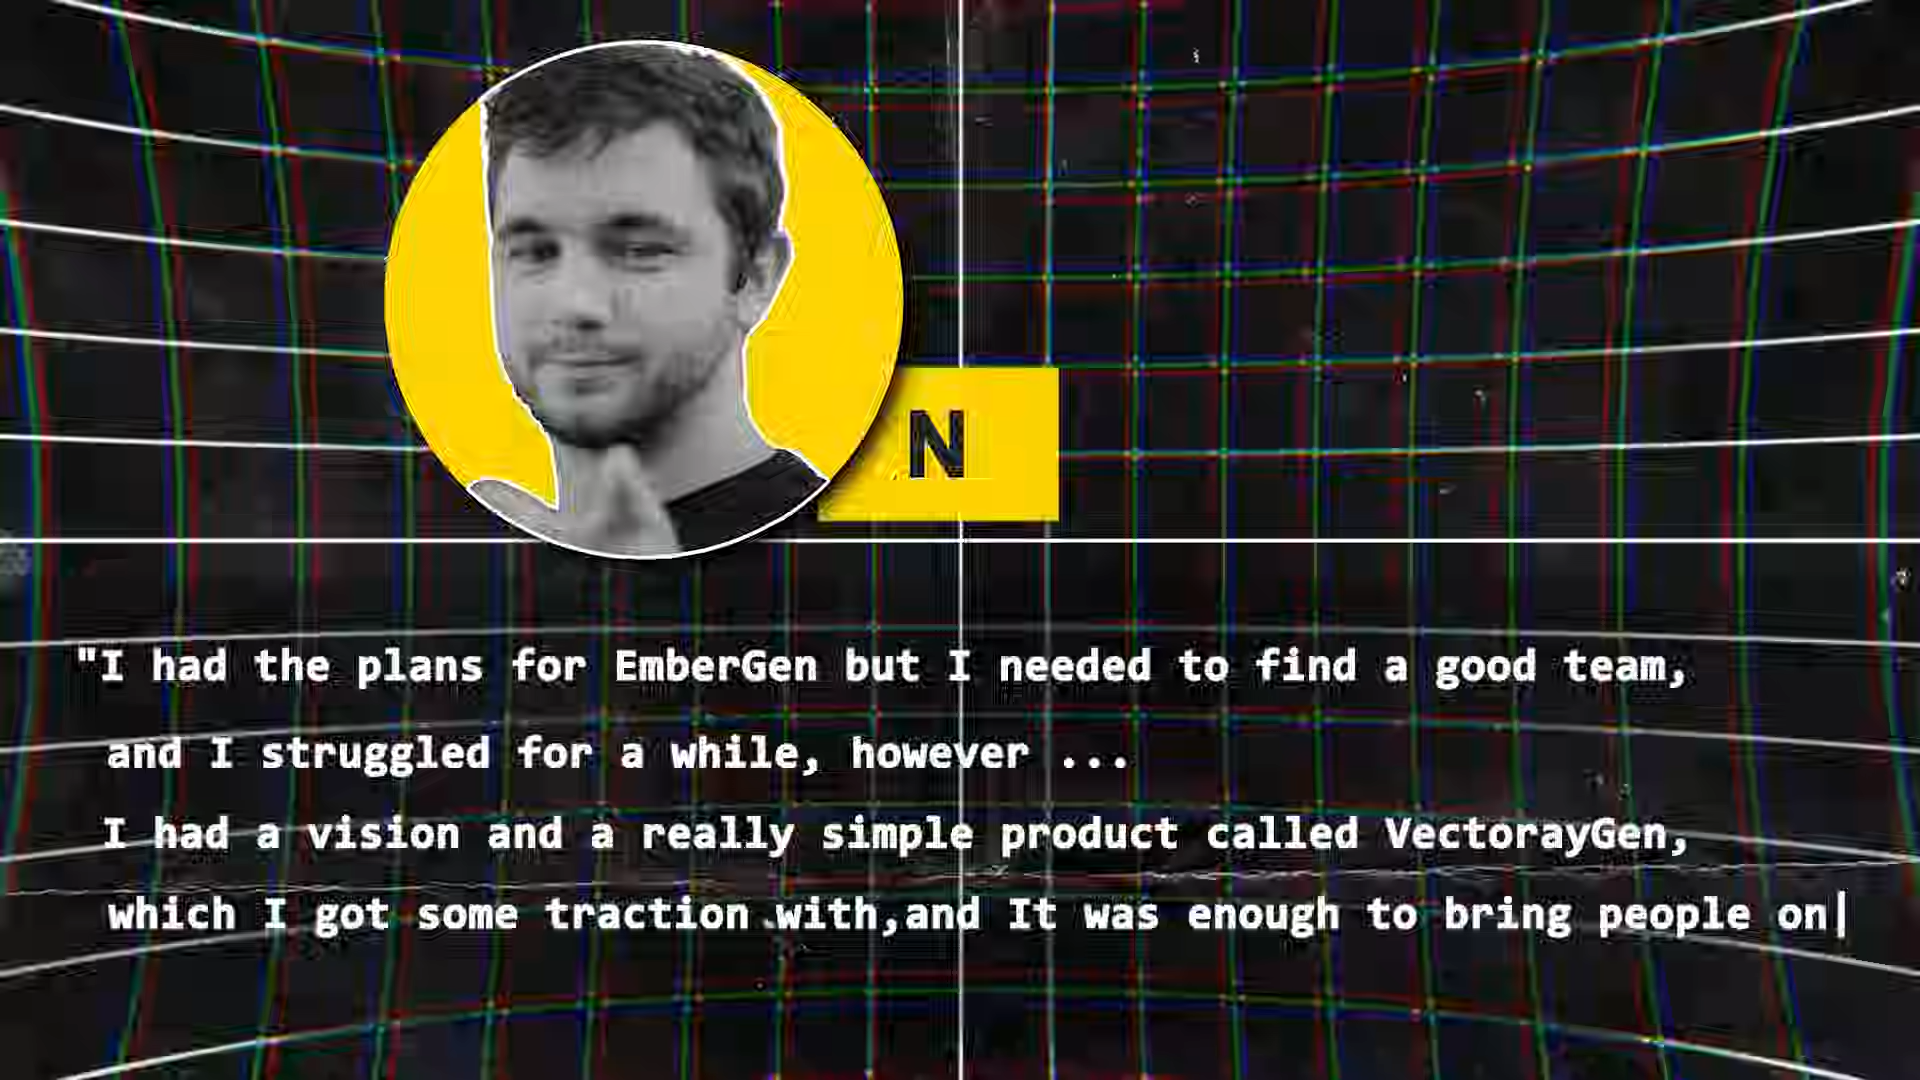 N
"I had the plans for EmberGen but I needed to find a good team,
and I struggled for a while, however ...
I had a vision and a really simple product called VectorayGen,
which I got some traction with,and It was enough to bring people on|